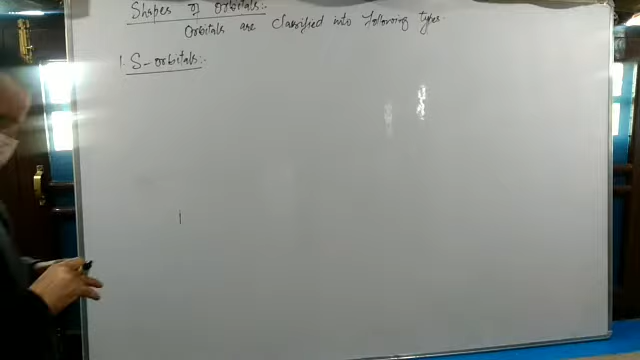 Shapes of orbitals:-
Orbitals are classified into following types.
1. S-orbitals:-